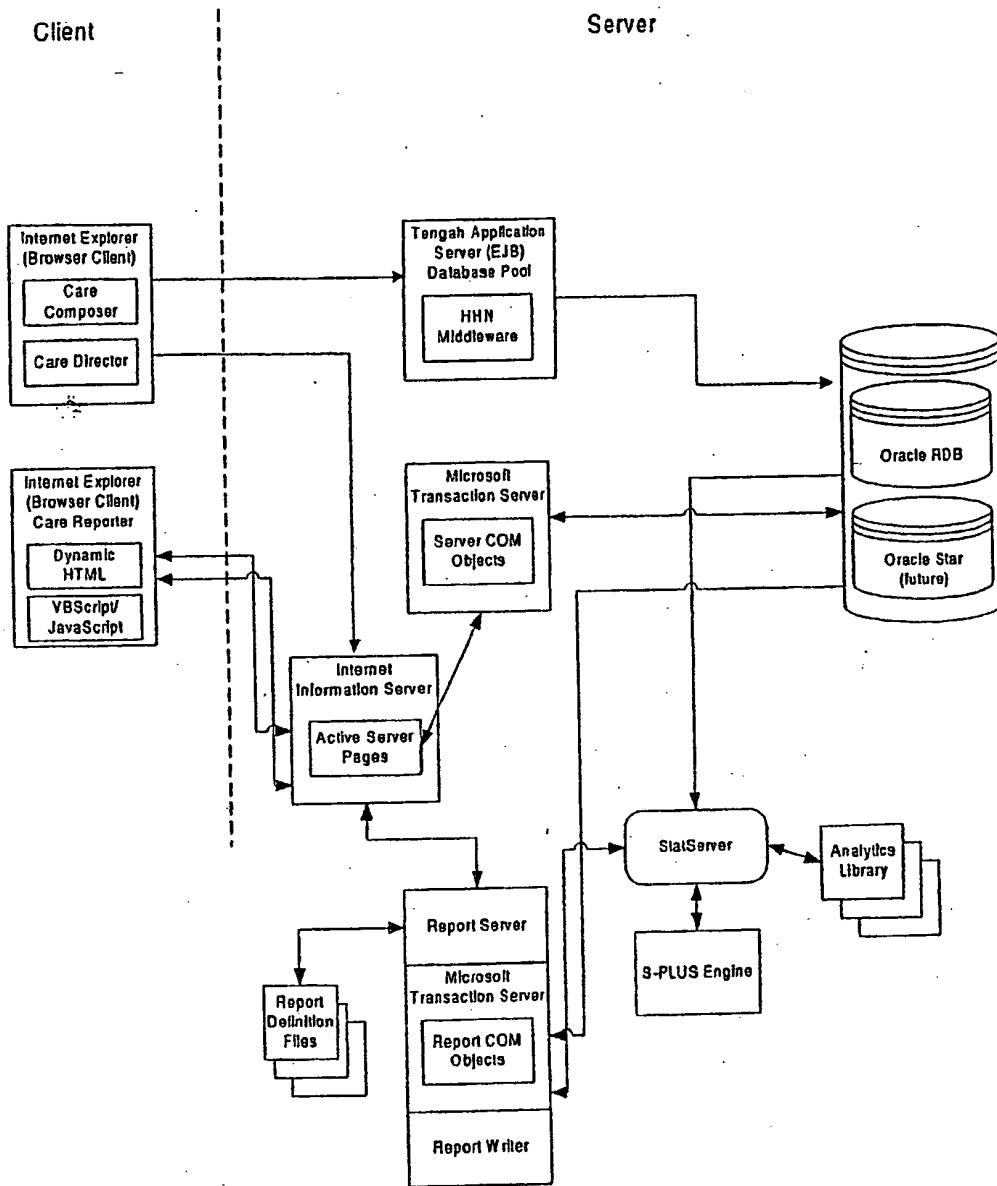 Client
Server
Internet Explorer
(Browser Client)
Care
Composer
Care Director
Tengah Application
Server (EJB)
Database Pool
HHN
Middleware
Oracle RDB
Oracle Star
(future)
Internet Explorer
(Browser Client)
Care Reporter
Dynamic
HTML
VBScript/
JavaScript
Microsoft
Transaction Server
Server COM
Objects
Internet
Information Server
Active Server
Pages
StatServer
Analytics
Library
S-PLUS Engine
Report Server
Microsoft
Transaction Server
Report COM
Objects
Report Writer
Report
Definition
Files